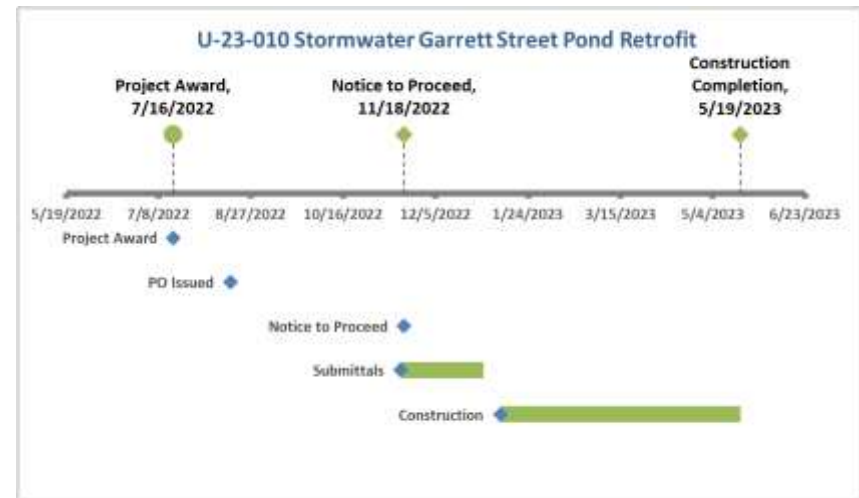 U-23-010 Stormwater Garrett Street Pond Retrofit
Project Award,
7/16/2022
Notice to Proceed,
11/18/2022
Construction
Completion,
5/19/2023
5/19/2022 7/8/2022 8/27/2022 10/16/2022 12/5/2022 1/24/2023 3/15/2023 5/4/2023 6/23/2023
Project Award
PO Issued
Notice to Proceed
Submittals
Construction